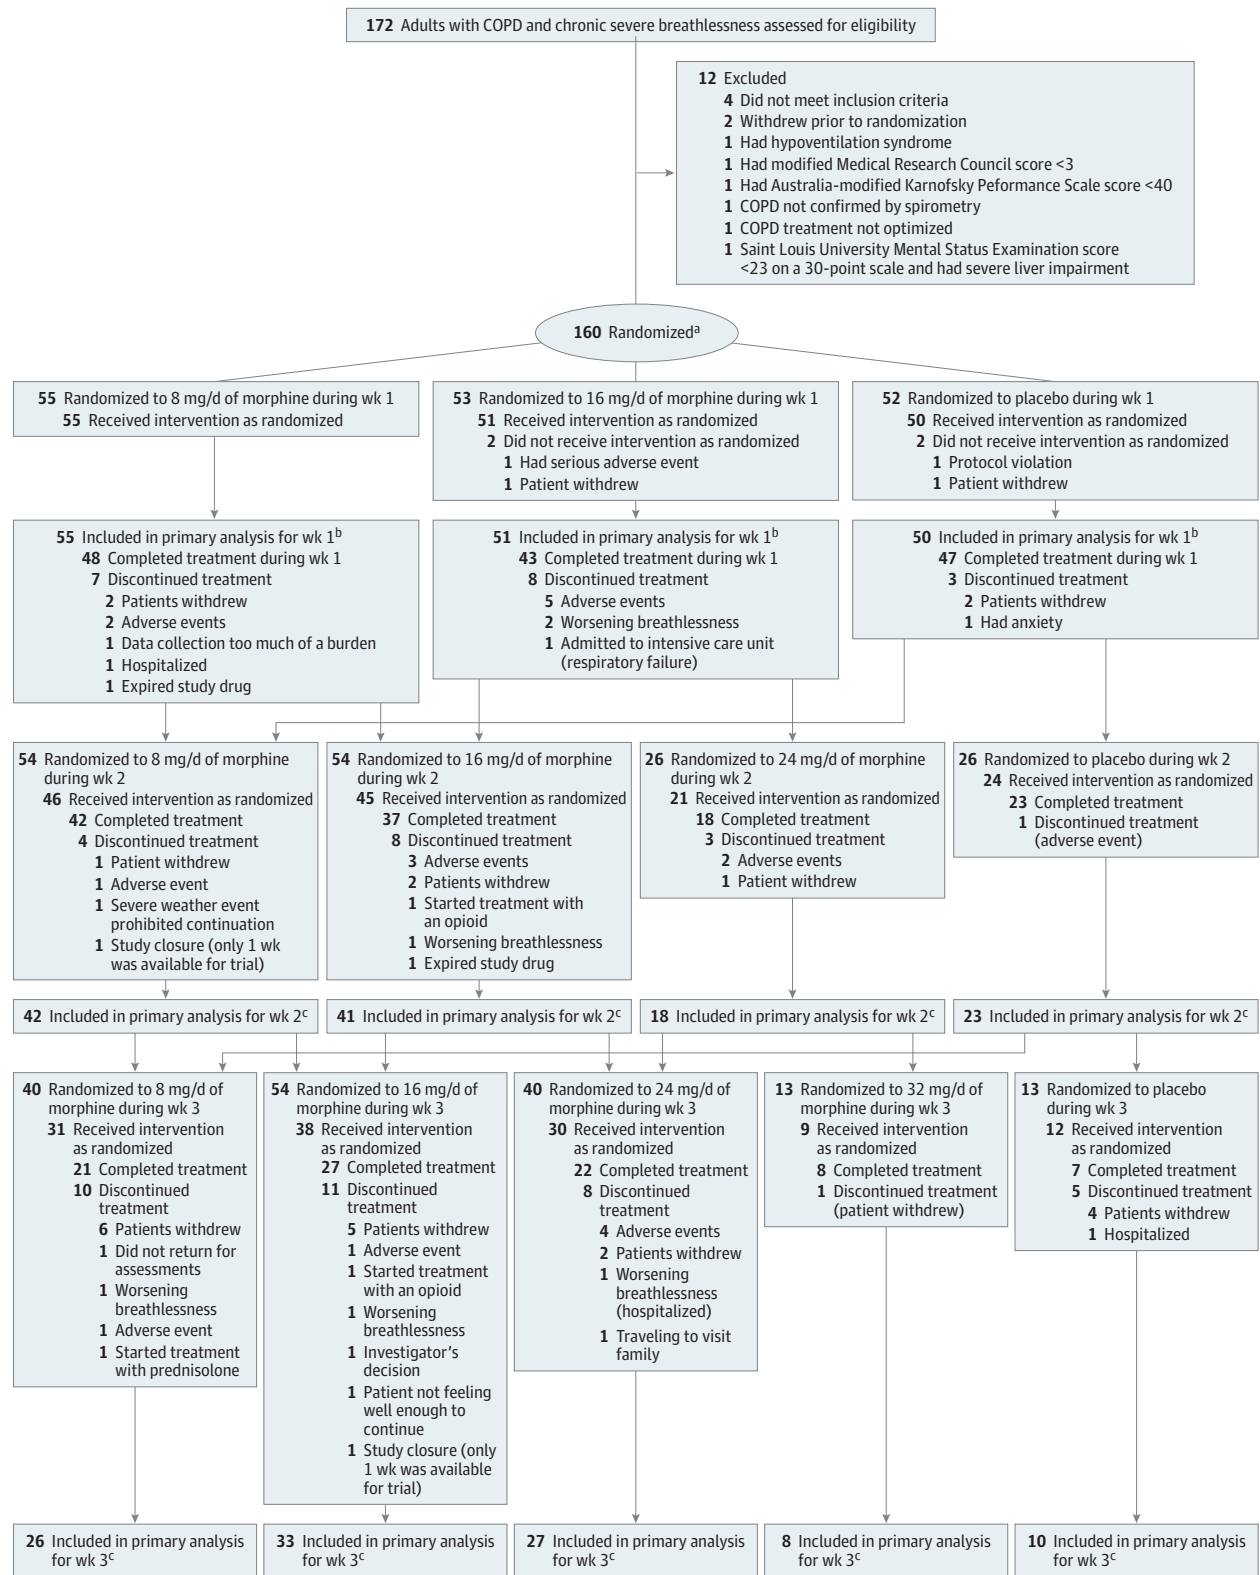 172 Adults with COPD and chronic severe breathlessness assessed for eligibility
12 Excluded
4 Did not meet inclusion criteria
2 Withdrew prior to randomization
1 Had hypoventilation syndrome
1 Had modified Medical Research Council score <3
1 Had Australia-modified Karnofsky Peformance Scale score <40
1 COPD not confirmed by spirometry
1 COPD treatment not optimized
1 Saint Louis University Mental Status Examination score
<23 on a 30-point scale and had severe liver impairment
160 Randomizedᵃ
55 Randomized to 8 mg/d of morphine during wk 1
55 Received intervention as randomized
53 Randomized to 16 mg/d of morphine during wk 1
51 Received intervention as randomized
2 Did not receive intervention as randomized
1 Had serious adverse event
1 Patient withdrew
52 Randomized to placebo during wk 1
50 Received intervention as randomized
2 Did not receive intervention as randomized
1 Protocol violation
1 Patient withdrew
55 Included in primary analysis for wk 1ᵇ
48 Completed treatment during wk 1
7 Discontinued treatment
2 Patients withdrew
2 Adverse events
1 Data collection too much of a burden
1 Hospitalized
1 Expired study drug
51 Included in primary analysis for wk 1ᵇ
43 Completed treatment during wk 1
8 Discontinued treatment
5 Adverse events
2 Worsening breathlessness
1 Admitted to intensive care unit
(respiratory failure)
50 Included in primary analysis for wk 1ᵇ
47 Completed treatment during wk 1
3 Discontinued treatment
2 Patients withdrew
1 Had anxiety
54 Randomized to 8 mg/d of morphine
during wk 2
46 Received intervention as randomized
42 Completed treatment
4 Discontinued treatment
1 Patient withdrew
1 Adverse event
1 Severe weather event
prohibited continuation
1 Study closure (only 1 wk
was available for trial)
54 Randomized to 16 mg/d of morphine
during wk 2
45 Received intervention as randomized
37 Completed treatment
8 Discontinued treatment
3 Adverse events
2 Patients withdrew
1 Started treatment with
an opioid
1 Worsening breathlessness
1 Expired study drug
26 Randomized to 24 mg/d of morphine
during wk 2
21 Received intervention as randomized
18 Completed treatment
3 Discontinued treatment
2 Adverse events
1 Patient withdrew
26 Randomized to placebo during wk 2
24 Received intervention as randomized
23 Completed treatment
1 Discontinued treatment
(adverse event)
42 Included in primary analysis for wk 2ᶜ
41 Included in primary analysis for wk 2ᶜ
18 Included in primary analysis for wk 2ᶜ
23 Included in primary analysis for wk 2ᶜ
40 Randomized to 8 mg/d of
morphine during wk 3
31 Received intervention
as randomized
21 Completed treatment
10 Discontinued
treatment
6 Patients withdrew
1 Did not return for
assessments
1 Worsening
breathlessness
1 Adverse event
1 Started treatment
with prednisolone
54 Randomized to 16 mg/d of
morphine during wk 3
38 Received intervention
as randomized
27 Completed treatment
11 Discontinued
treatment
5 Patients withdrew
1 Adverse event
1 Started treatment
with an opioid
1 Worsening
breathlessness
1 Investigator's
decision
1 Patient not feeling
well enough to
continue
1 Study closure (only
1 wk was available
for trial)
40 Randomized to 24 mg/d of
morphine during wk 3
30 Received intervention
as randomized
22 Completed treatment
8 Discontinued
treatment
4 Adverse events
2 Patients withdrew
1 Worsening
breathlessness
(hospitalized)
1 Traveling to visit
family
13 Randomized to 32 mg/d of
morphine during wk 3
9 Received intervention
as randomized
8 Completed treatment
1 Discontinued treatment
(patient withdrew)
13 Randomized to placebo
during wk 3
12 Received intervention
as randomized
7 Completed treatment
5 Discontinued treatment
4 Patients withdrew
1 Hospitalized
26 Included in primary analysis
for wk 3ᶜ
33 Included in primary analysis
for wk 3ᶜ
27 Included in primary analysis
for wk 3ᶜ
8 Included in primary analysis
for wk 3ᶜ
10 Included in primary analysis
for wk 3ᶜ